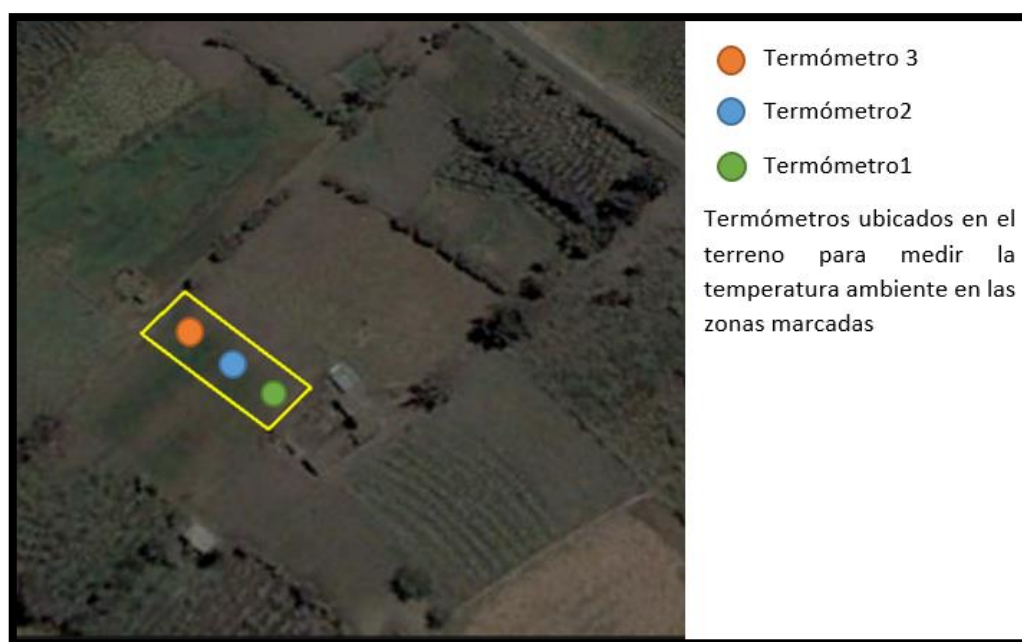 Termómetro 3
Termómetro2
Termómetro1
Termómetros ubicados en el
terreno para medir la
temperatura ambiente en las
zonas marcadas